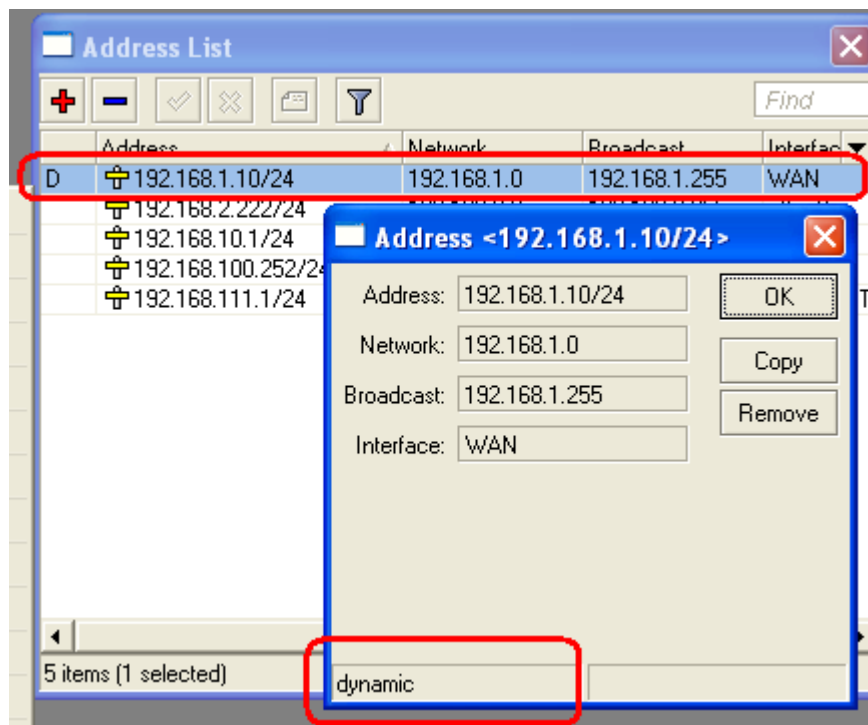 Address List
Find
Address Network Broadcast Interfac
D 192.168.1.10/24 192.168.1.0 192.168.1.255 WAN
192.168.2.222/24
192.168.10.1/24
192.168.100.252/24
192.168.111.1/24
Address <192.168.1.10/24>
Address: 192.168.1.10/24
OK
Network: 192.168.1.0
Copy
Broadcast: 192.168.1.255
Remove
Interface: WAN
5 items (1 selected)
dynamic